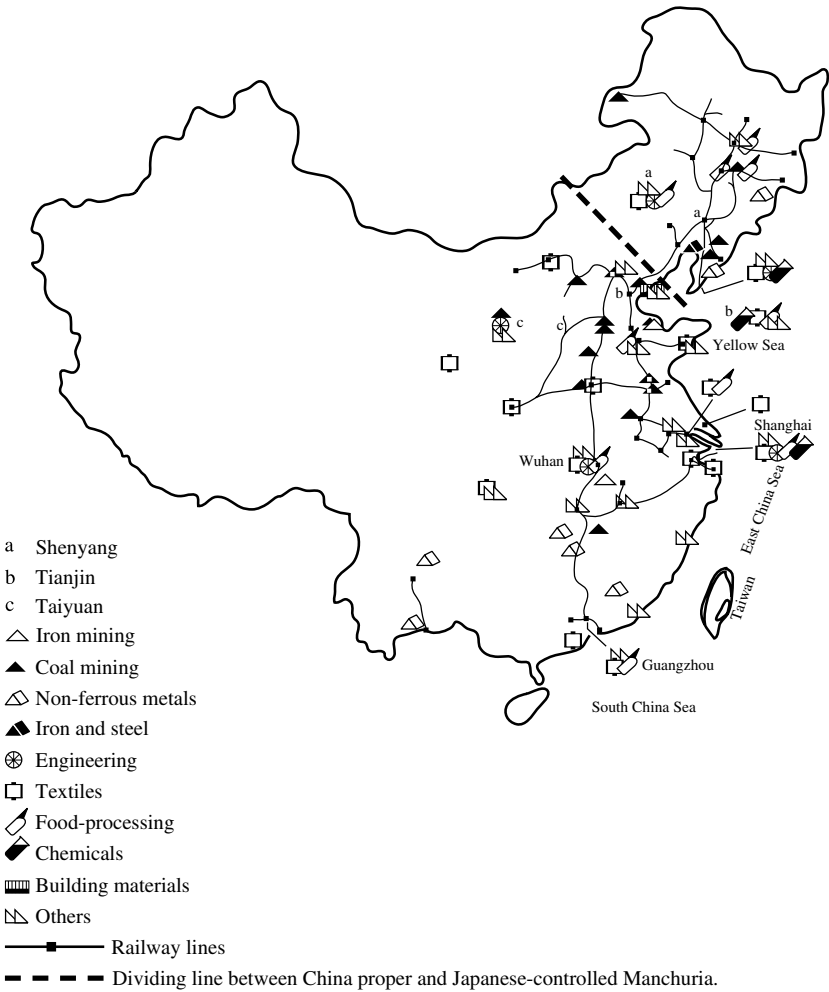 a
a
b
b
c
c
Yellow Sea
Shanghai
Wuhan
East China Sea
Taiwan
Guangzhou
South China Sea
a Shenyang
b Tianjin
c Taiyuan
Iron mining
Coal mining
Non-ferrous metals
Iron and steel
Engineering
Textiles
Food-processing
Chemicals
Building materials
Others
Railway lines
Dividing line between China proper and Japanese-controlled Manchuria.